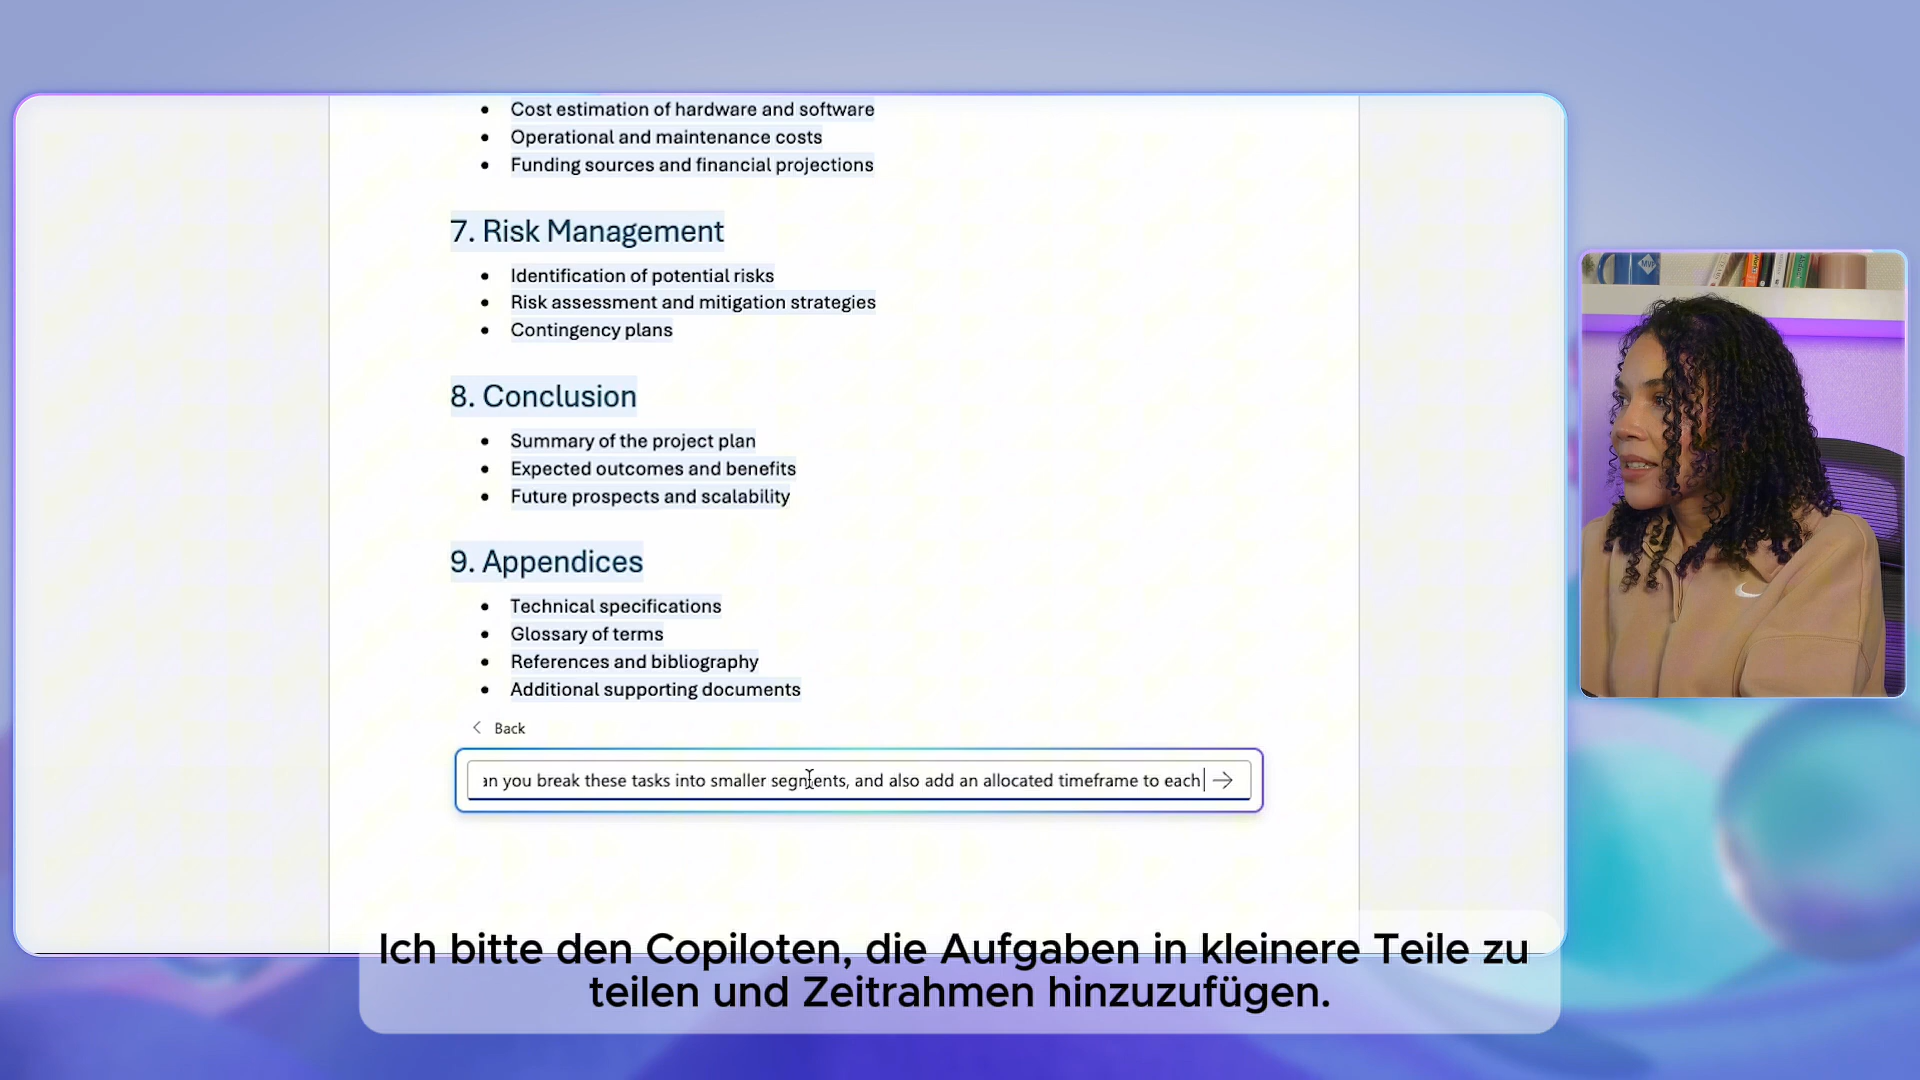 Cost estimation of hardware and software
Operational and maintenance costs
Funding sources and financial projections
7. Risk Management
Identification of potential risks
Risk assessment and mitigation strategies
Contingency plans
8. Conclusion
Summary of the project plan
Expected outcomes and benefits
Future prospects and scalability
9. Appendices
Technical specifications
Glossary of terms
References and bibliography
Additional supporting documents
Back
an you break these tasks into smaller segments, and also add an allocated timeframe to each
MVP
Ich bitte den Copiloten, die Aufgaben in kleinere Teile zu
teilen und Zeitrahmen hinzuzufügen.